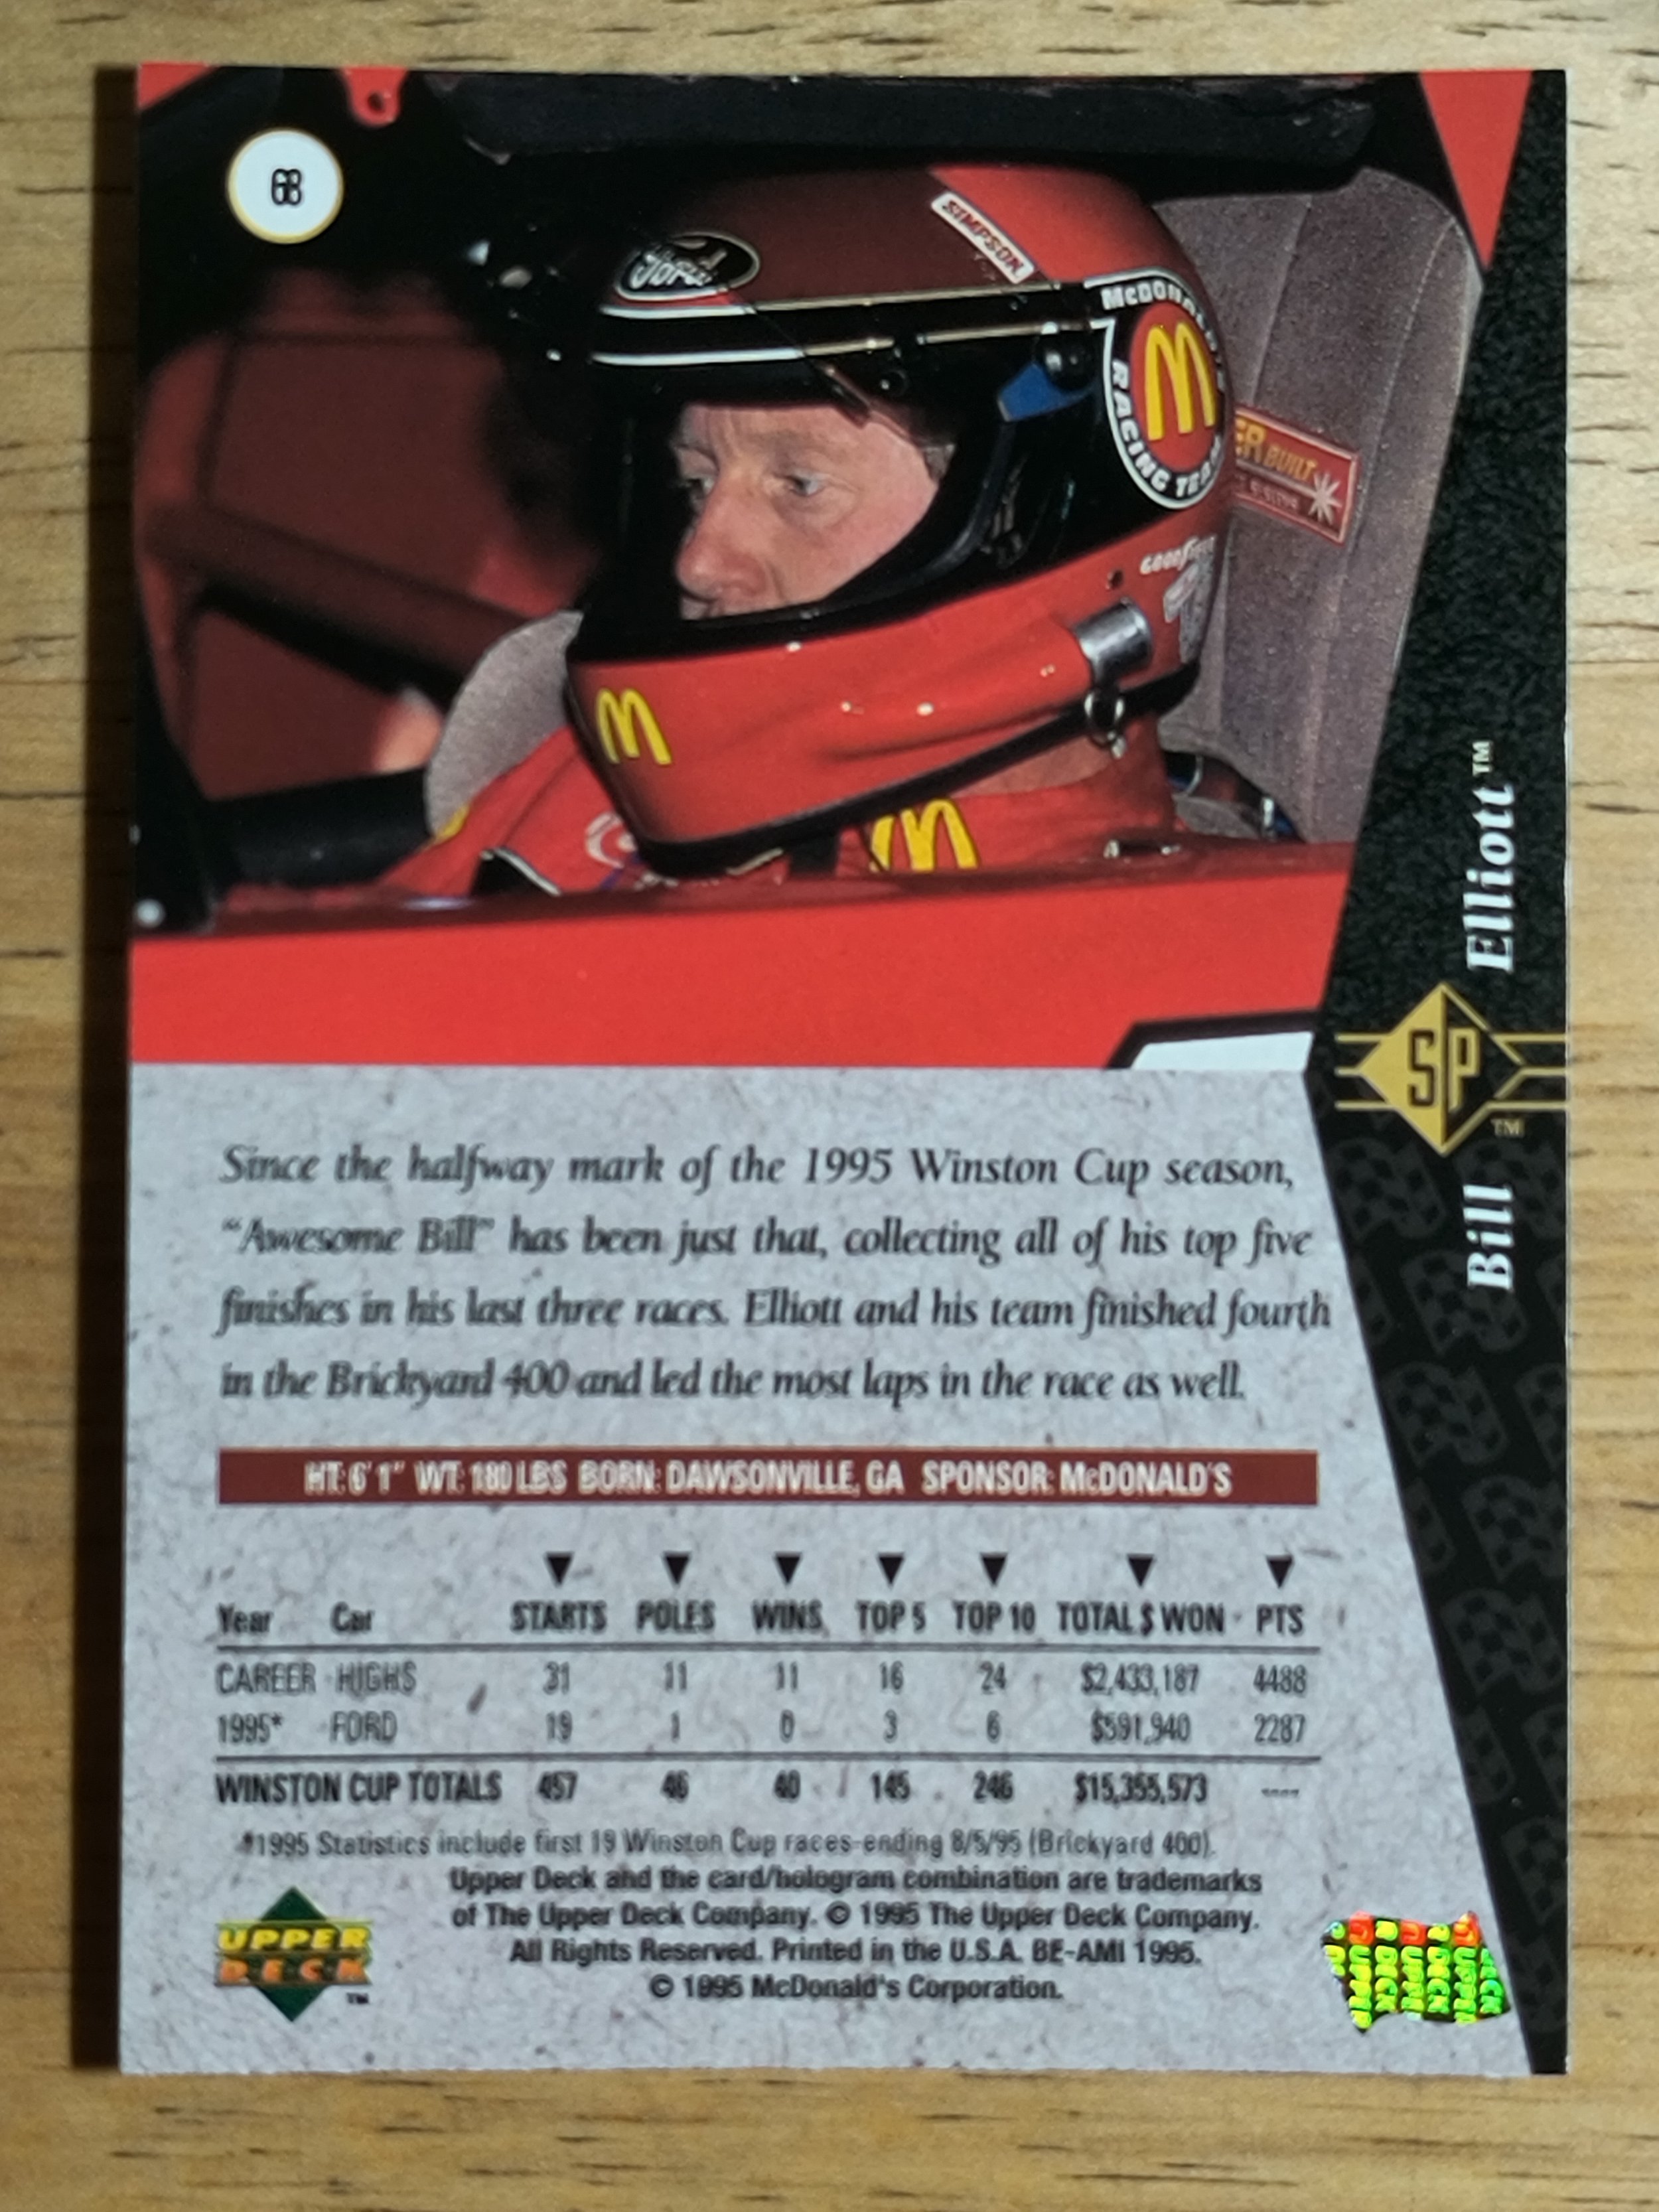 68
SIMPSON
Ford
McDONALD'S
RACING TEAM
BUILT
GOODYEAR
Bill Elliott™
SP™
Since the halfway mark of the 1995 Winston Cup season,
“Awesome Bill” has been just that, collecting all of his top five
finishes in his last three races. Elliott and his team finished fourth
in the Brickyard 400 and led the most laps in the race as well.
HT: 6' 1" WT: 180 LBS BORN: DAWSONVILLE, GA SPONSOR: McDONALD'S
Year Car STARTS POLES WINS TOP 5 TOP 10 TOTAL $ WON PTS
CAREER HIGHS 31 11 11 16 24 $2,433,187 4488
1995* FORD 19 1 0 3 6 $591,940 2287
WINSTON CUP TOTALS 457 46 40 145 246 $15,355,573 ----
*1995 Statistics include first 19 Winston Cup races-ending 8/5/95 (Brickyard 400).
Upper Deck and the card/hologram combination are trademarks
of The Upper Deck Company. © 1995 The Upper Deck Company.
All Rights Reserved. Printed in the U.S.A. BE-AMI 1995.
© 1995 McDonald's Corporation.
UPPER
DECK™